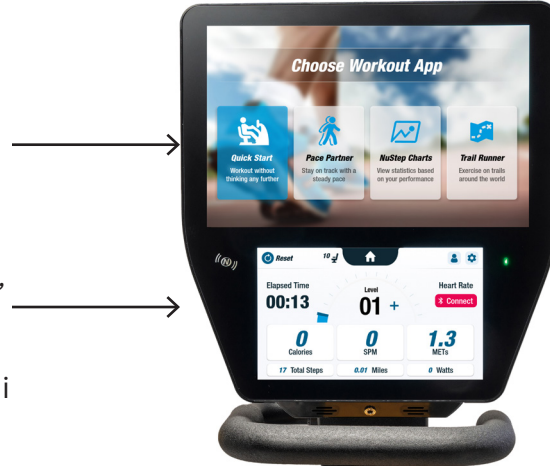 Choose Workout App
Quick Start
Workout without
thinking any further
Pace Partner
Stay on track with a
steady pace
NuStep Charts
View statistics based
on your performance
Trail Runner
Exercise on trails
around the world
,
i
Reset
10
Elapsed Time
00:13
Level
01 +
Heart Rate
Connect
0
Calories
0
SPM
1.3
METs
17 Total Steps
0.01 Miles
0 Watts